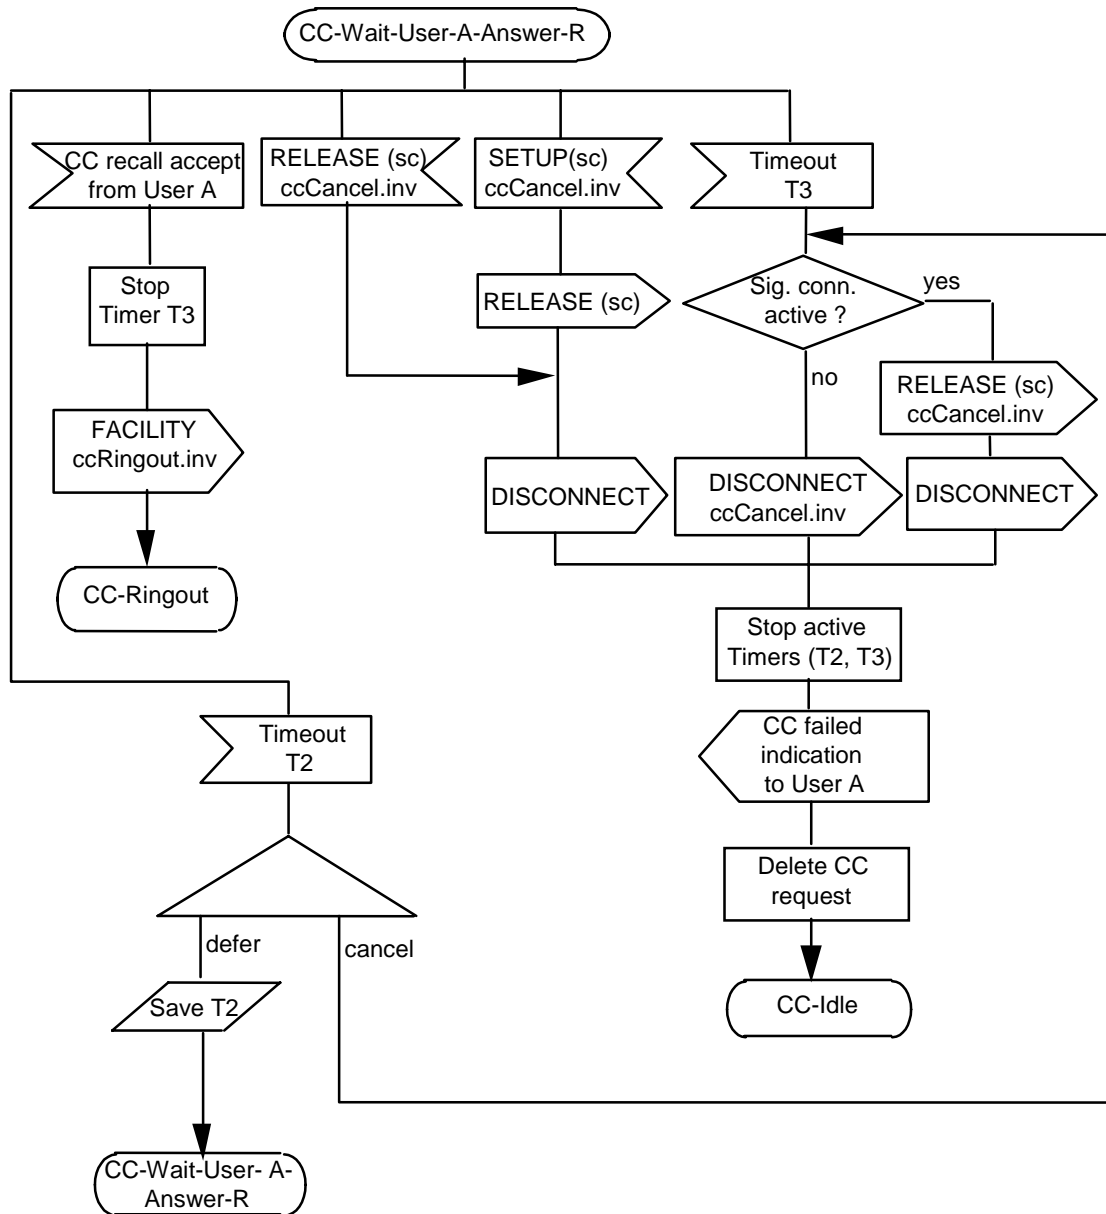 CC-Wait-User-A-Answer-R
CC recall accept
from User A
RELEASE (sc)
ccCancel.inv
SETUP(sc)
ccCancel.inv
Timeout
T3
Stop
Timer T3
RELEASE (sc)
Sig. conn.
active ?
yes
no
RELEASE (sc)
ccCancel.inv
FACILITY
ccRingout.inv
DISCONNECT
DISCONNECT
ccCancel.inv
DISCONNECT
CC-Ringout
Stop active
Timers (T2, T3)
Timeout
T2
CC failed
indication
to User A
Delete CC
request
defer
cancel
Save T2
CC-Idle
CC-Wait-User- A-
Answer-R